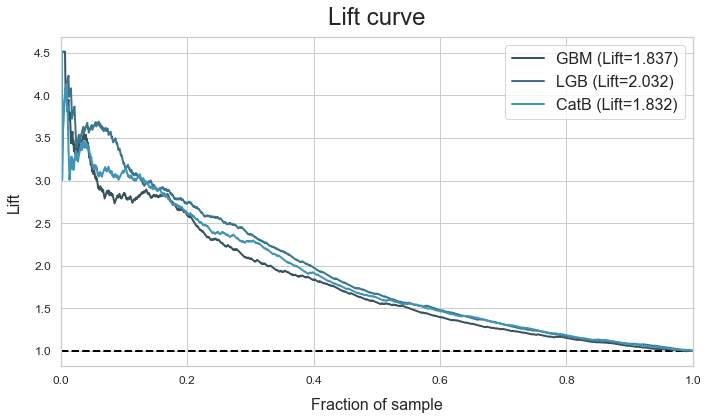 Lift curve
GBM (Lift=1.837)
LGB (Lift=2.032)
CatB (Lift=1.832)
4.5
4.0
3.5
3.0
2.5
2.0
1.5
1.0
Lift
0.0 0.2 0.4 0.6 0.8 1.0
Fraction of sample